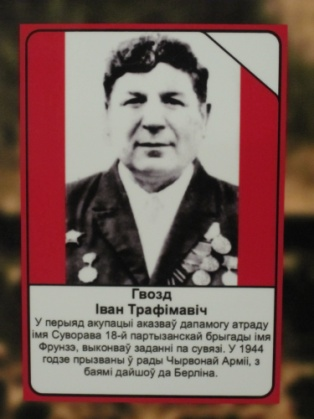 Гвозд
Іван Трафімавіч
У перыяд акупацыі аказваў дапамогу атраду
імя Суворава 18-й партызанскай брыгады імя
Фрунзэ, выконваў заданні па сувязі. У 1944
годзе прызваны ў рады Чырвонай Арміі, з
баямі дайшоў да Берліна.